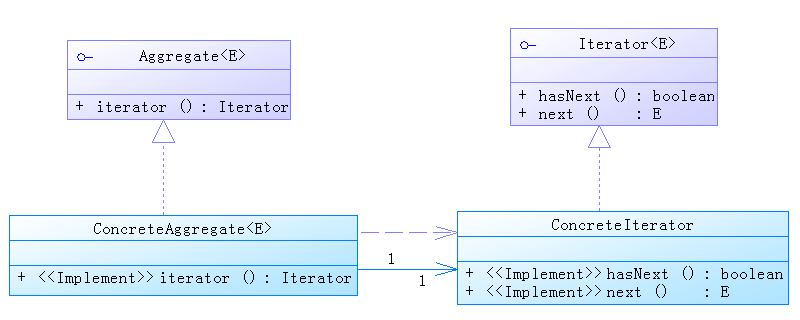 Aggregate<E>
+ iterator () : Iterator
Iterator<E>
+ hasNext () : boolean
+ next () : E
ConcreteAggregate<E>
+ <<Implement>> iterator () : Iterator
1
1
ConcreteIterator
+ <<Implement>> hasNext () : boolean
+ <<Implement>> next () : E